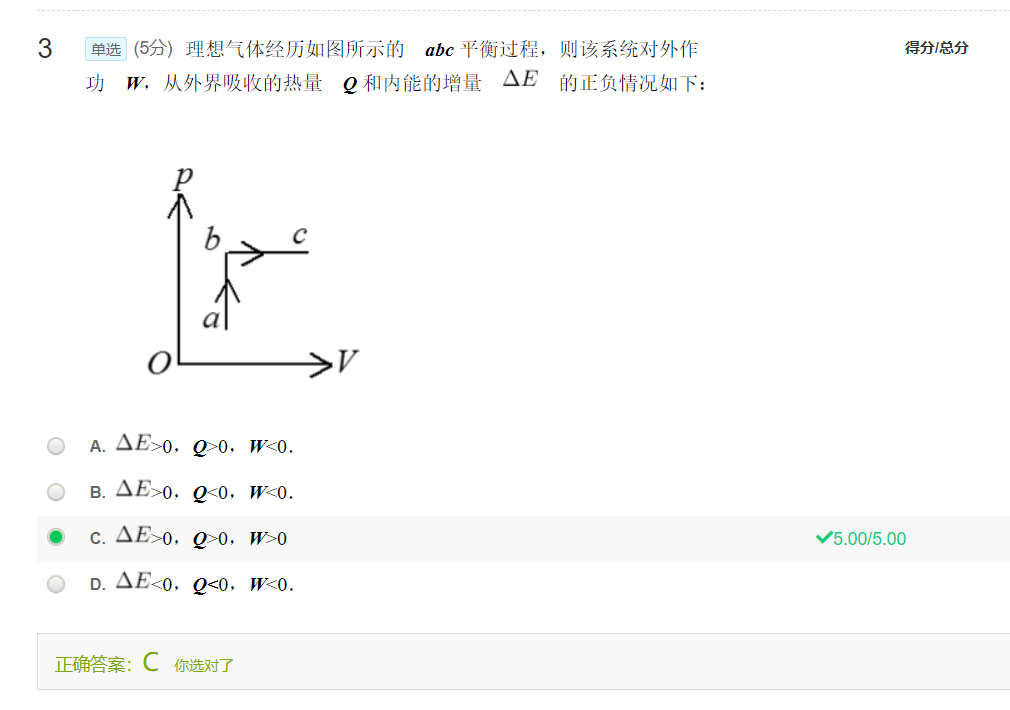 3 单选 (5分) 理想气体经历如图所示的 abc 平衡过程，则该系统对外作 得分/总分
功 W，从外界吸收的热量 Q 和内能的增量 ΔE 的正负情况如下：
p
b c
a
O V
A. ΔE>0，Q>0，W<0.
B. ΔE>0，Q<0，W<0.
C. ΔE>0，Q>0，W>0 5.00/5.00
D. ΔE<0，Q<0，W<0.
正确答案：C 你选对了